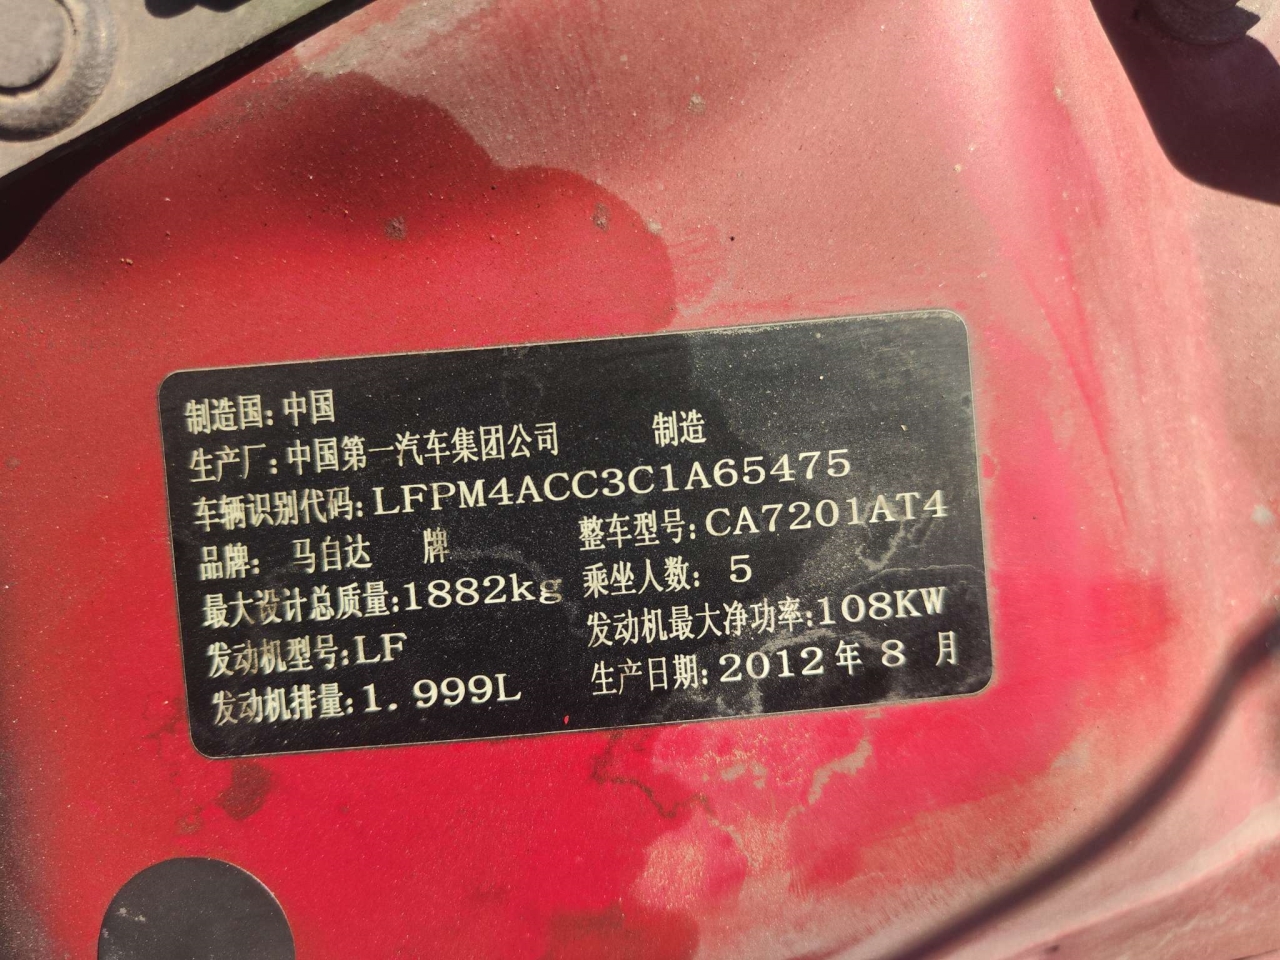 制造国:中国
生产厂:中国第一汽车集团公司 制造
车辆识别代码:LFPM4ACC3C1A65475
品牌: 马自达 牌 整车型号:CA7201AT4
最大设计总质量:1882kg 乘坐人数: 5
发动机型号:LF 发动机最大净功率:108KW
发动机排量:1.999L 生产日期:2012年 8 月